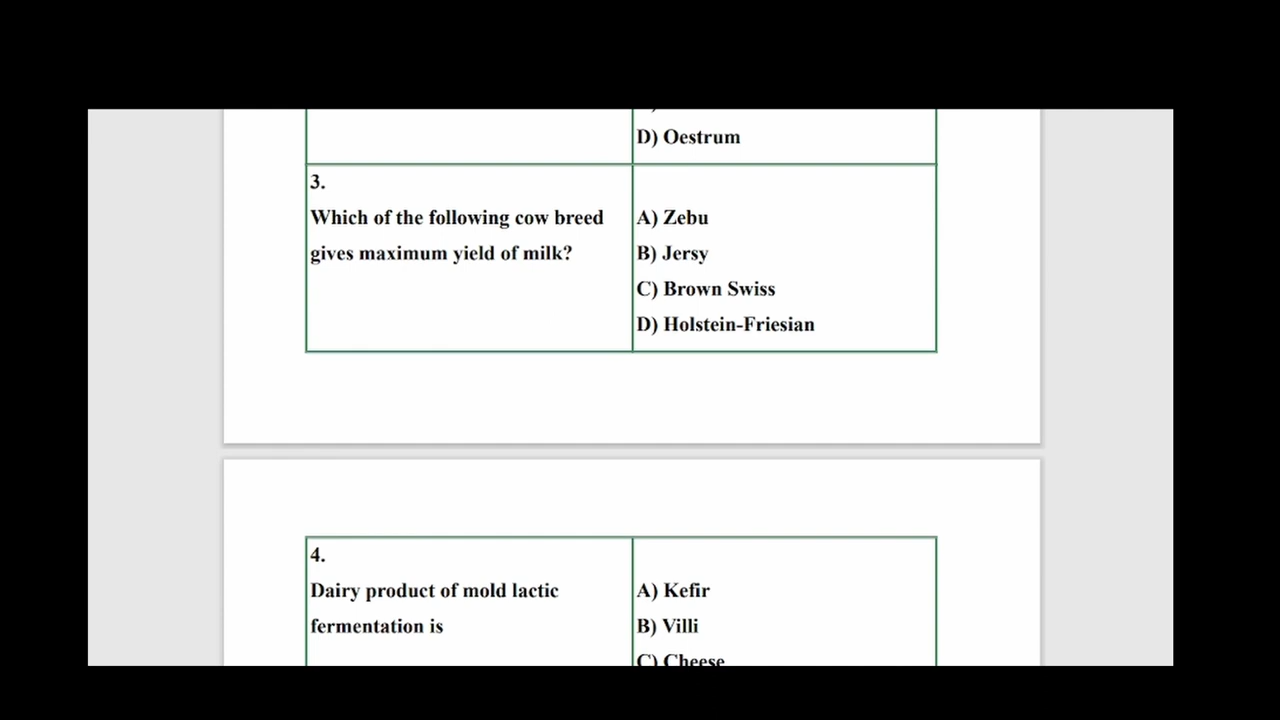 D) Oestrum
3.
Which of the following cow breed
gives maximum yield of milk?
A) Zebu
B) Jersy
C) Brown Swiss
D) Holstein-Friesian
4.
Dairy product of mold lactic
fermentation is
A) Kefir
B) Villi
C) Cheese